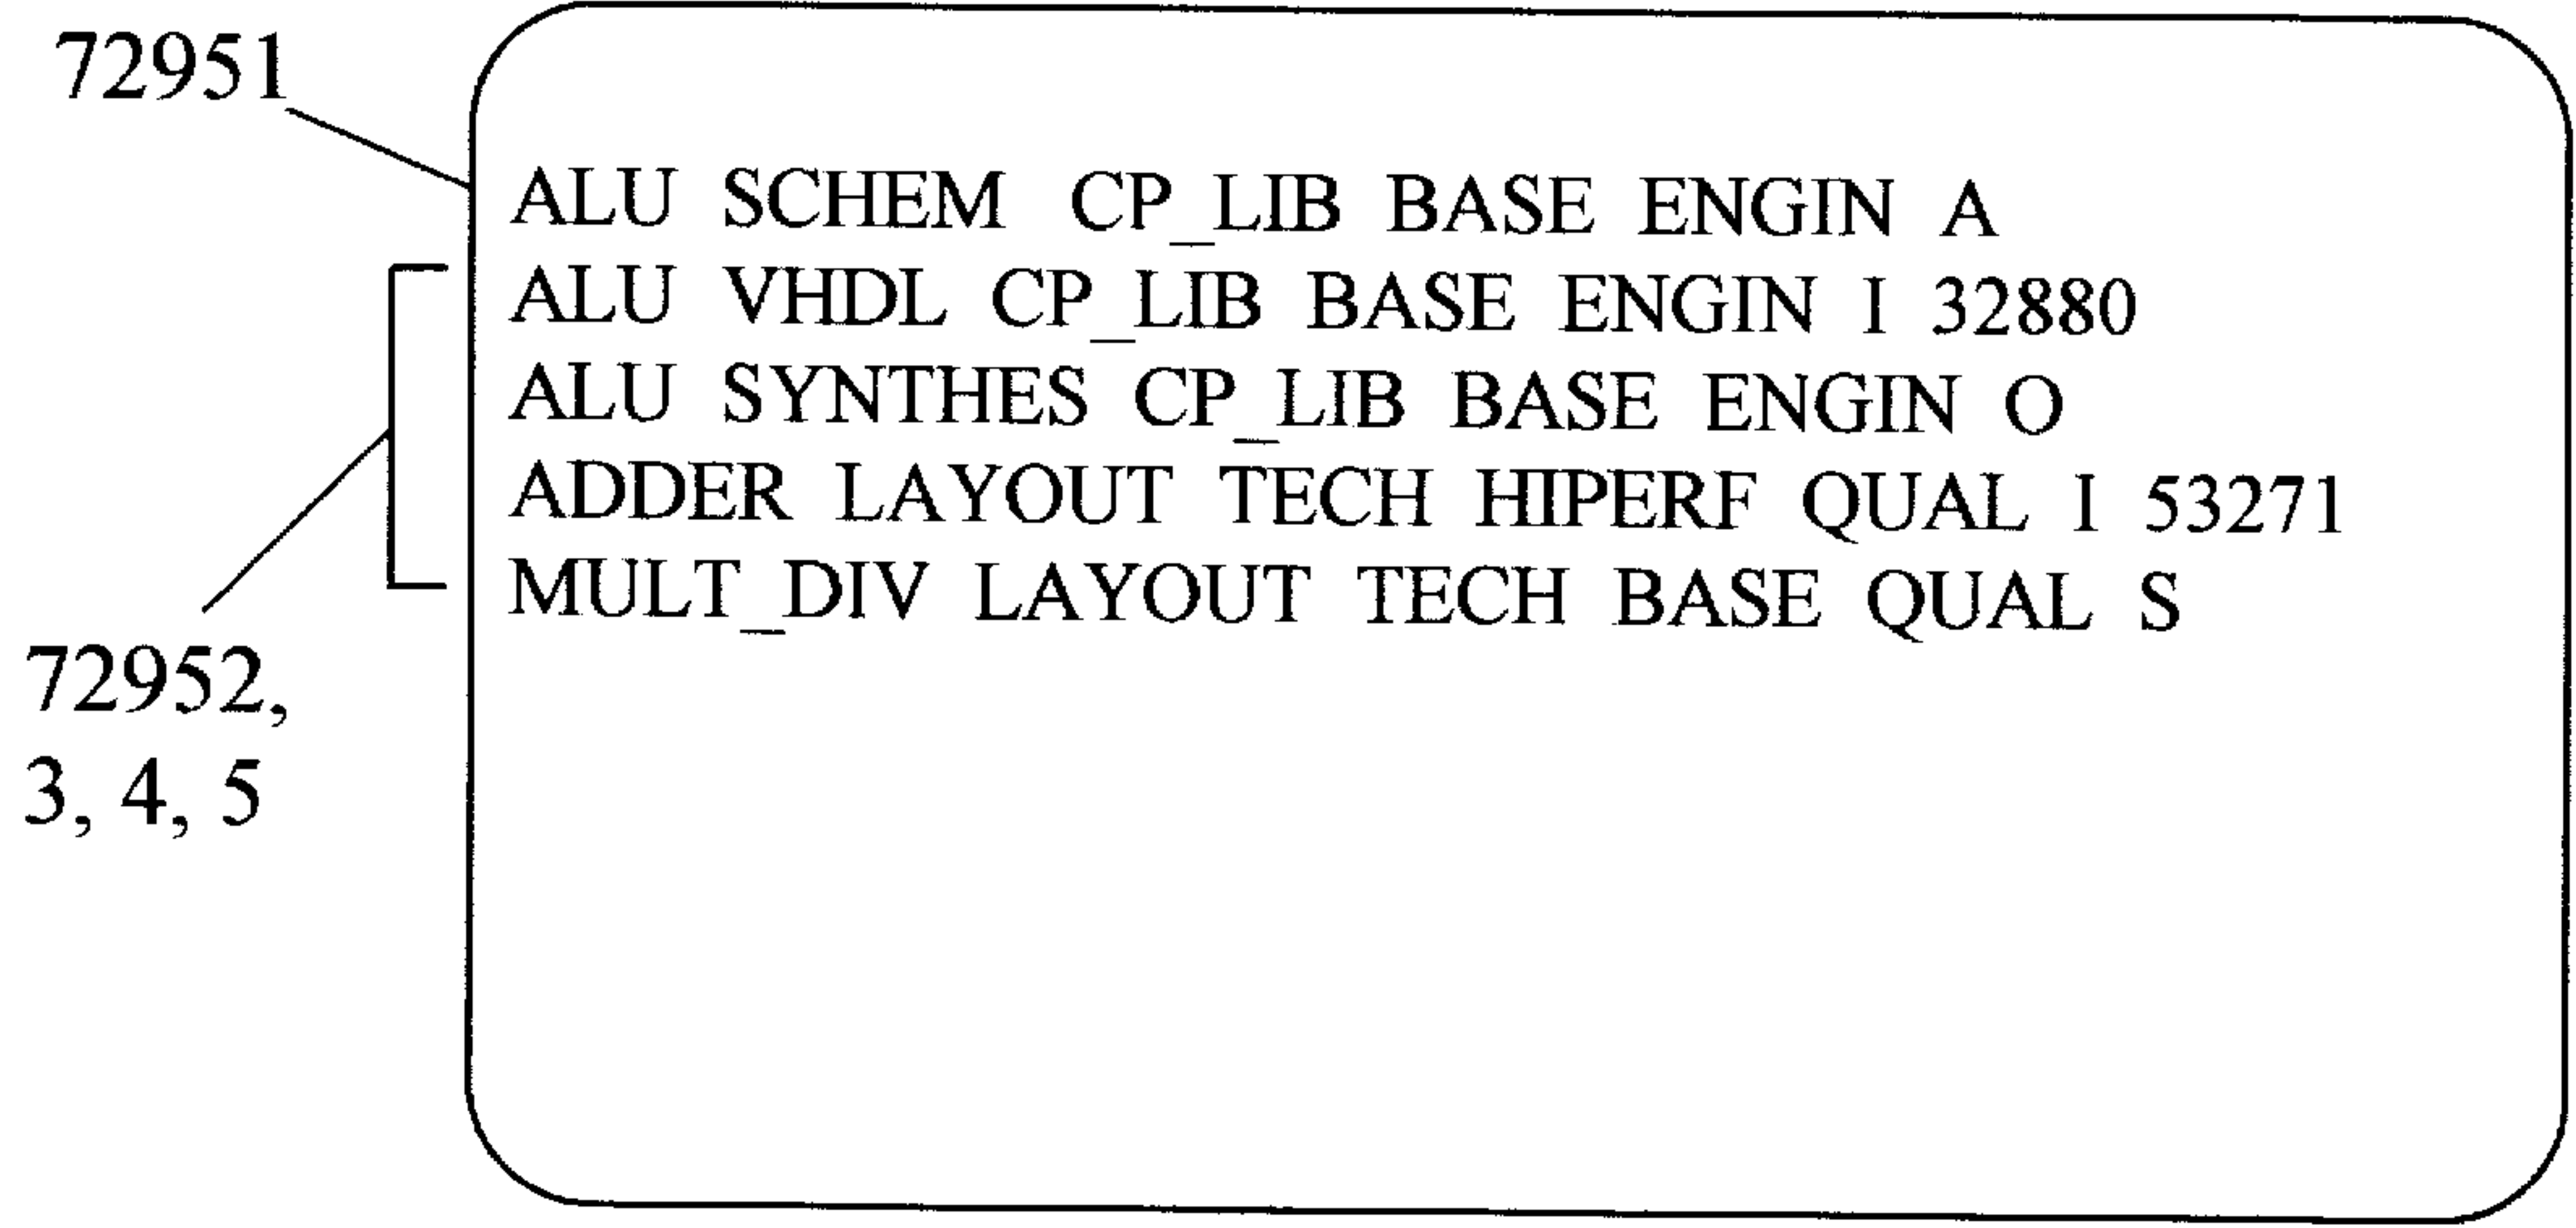 72951
ALU SCHEM CP_LIB BASE ENGIN A
ALU VHDL CP_LIB BASE ENGIN I 32880
ALU SYNTHES CP_LIB BASE ENGIN O
ADDER LAYOUT TECH HIPERF QUAL I 53271
MULT_DIV LAYOUT TECH BASE QUAL S
72952,
3, 4, 5